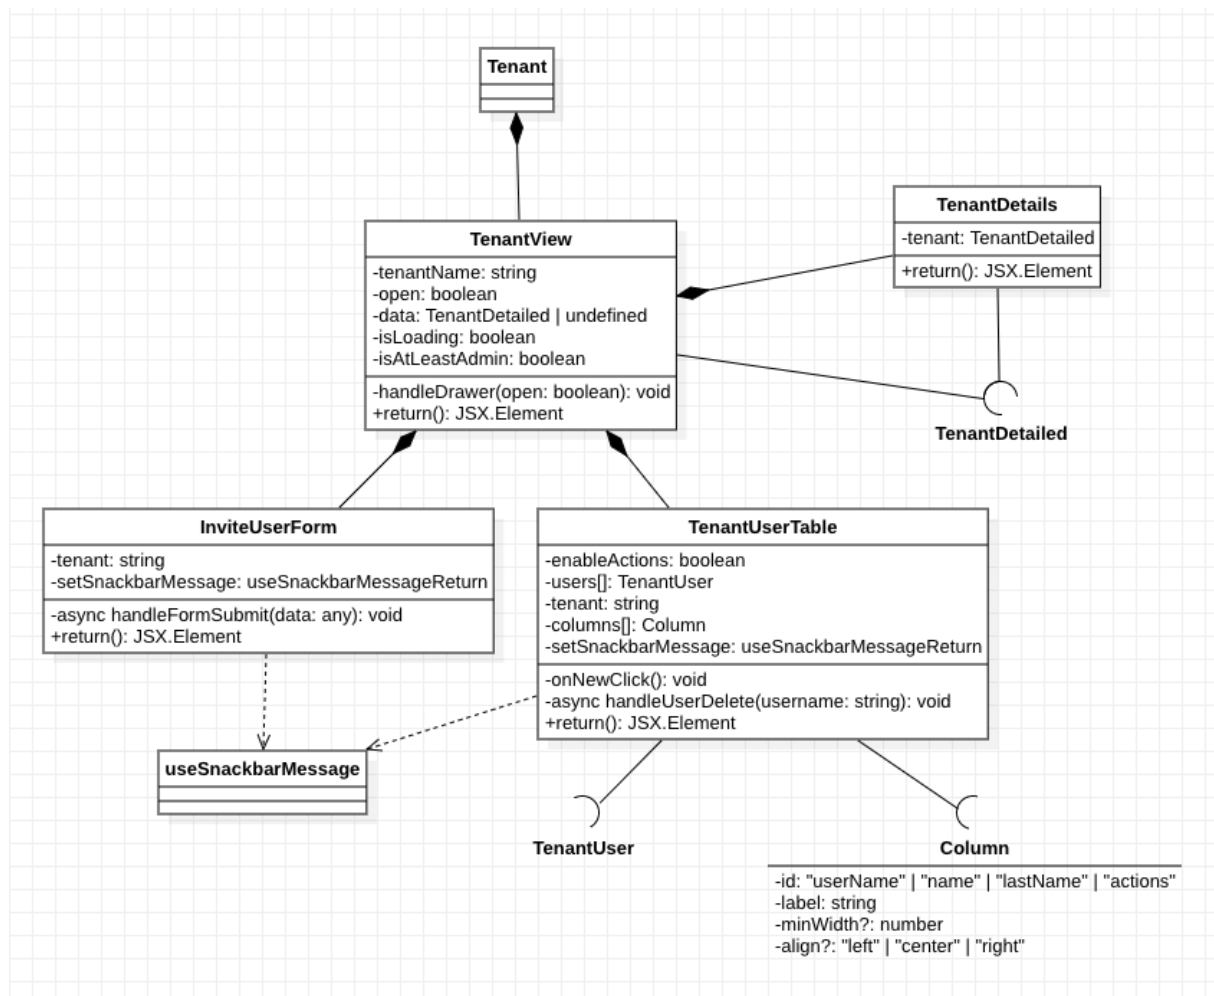 Tenant
TenantDetails
-tenant: TenantDetailed
+return(): JSX.Element
TenantView
-tenantName: string
-open: boolean
-data: TenantDetailed | undefined
-isLoading: boolean
-isAtLeastAdmin: boolean
-handleDrawer(open: boolean): void
+return(): JSX.Element
TenantDetailed
InviteUserForm
-tenant: string
-setSnackbarMessage: useSnackbarMessageReturn
-async handleFormSubmit(data: any): void
+return(): JSX.Element
TenantUserTable
-enableActions: boolean
-users[]: TenantUser
-tenant: string
-columns[]: Column
-setSnackbarMessage: useSnackbarMessageReturn
-onNewClick(): void
-async handleUserDelete(username: string): void
+return(): JSX.Element
useSnackbarMessage
TenantUser
Column
-id: "userName" | "name" | "lastName" | "actions"
-label: string
-minWidth?: number
-align?: "left" | "center" | "right"